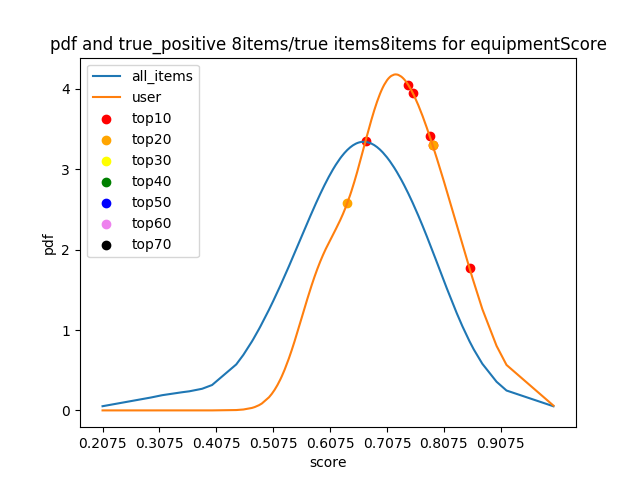 pdf and true_positive 8items/true items8items for equipmentScore
all_items
user
top10
top20
top30
top40
top50
top60
top70
pdf
4
3
2
1
0
0.2075 0.3075 0.4075 0.5075 0.6075 0.7075 0.8075 0.9075
score